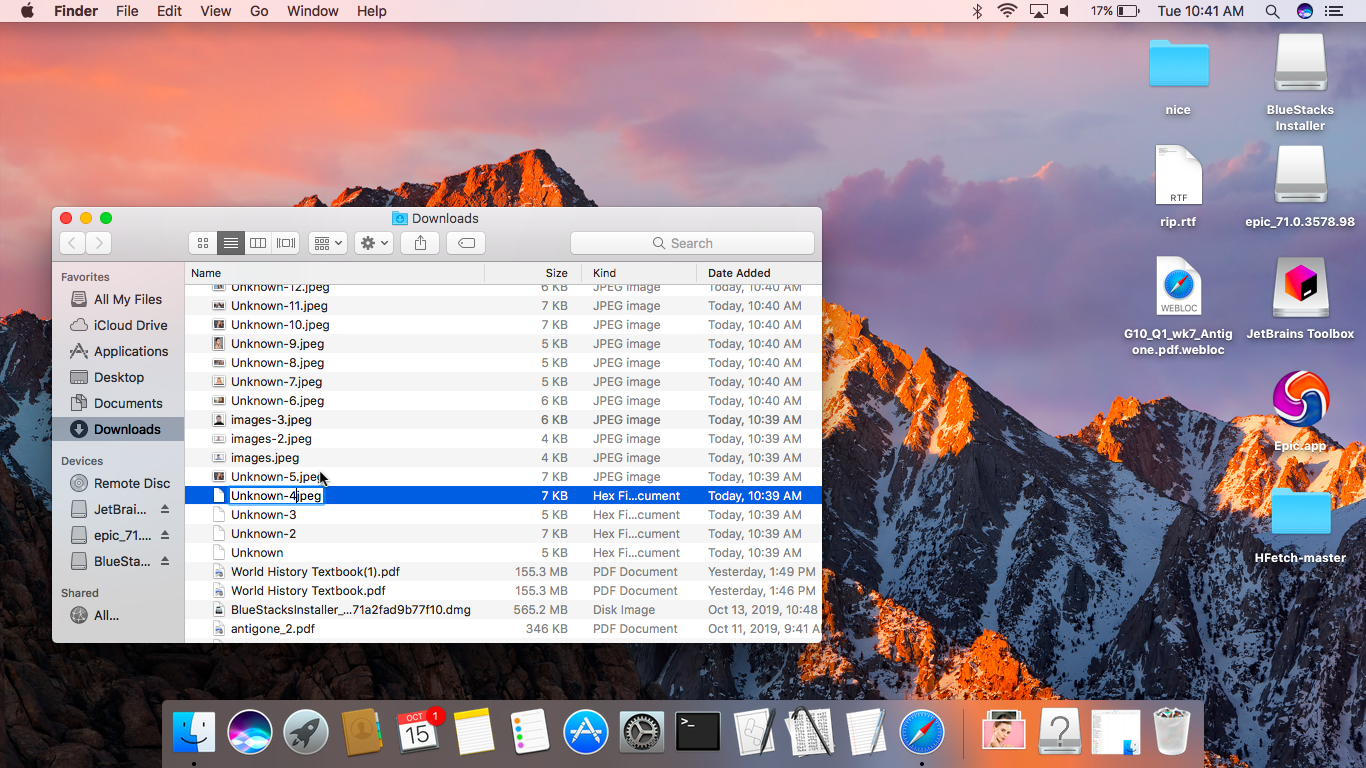 Finder File Edit View Go Window Help 17% Tue 10:41 AM
nice
BlueStacks
Installer
RTF
rip.rtf
epic_71.0.3578.98
WEBLOC
G10_Q1_wk7_Antig
one.pdf.webloc
JetBrains Toolbox
Epic.app
HFetch-master
Downloads
Search
Favorites
All My Files
iCloud Drive
Applications
Desktop
Documents
Downloads
Devices
Remote Disc
JetBrai...
epic_71....
BlueSta...
Shared
All...
Name Size Kind Date Added
Unknown-12.jpeg 6 KB JPEG image Today, 10:40 AM
Unknown-11.jpeg 7 KB JPEG image Today, 10:40 AM
Unknown-10.jpeg 7 KB JPEG image Today, 10:40 AM
Unknown-9.jpeg 5 KB JPEG image Today, 10:40 AM
Unknown-8.jpeg 5 KB JPEG image Today, 10:40 AM
Unknown-7.jpeg 5 KB JPEG image Today, 10:40 AM
Unknown-6.jpeg 5 KB JPEG image Today, 10:40 AM
images-3.jpeg 6 KB JPEG image Today, 10:39 AM
images-2.jpeg 4 KB JPEG image Today, 10:39 AM
images.jpeg 4 KB JPEG image Today, 10:39 AM
Unknown-5.jpeg 7 KB JPEG image Today, 10:39 AM
Unknown-4jpeg 7 KB Hex Fi...cument Today, 10:39 AM
Unknown-3 5 KB Hex Fi...cument Today, 10:39 AM
Unknown-2 7 KB Hex Fi...cument Today, 10:39 AM
Unknown 5 KB Hex Fi...cument Today, 10:39 AM
World History Textbook(1).pdf 155.3 MB PDF Document Yesterday, 1:49 PM
World History Textbook.pdf 155.3 MB PDF Document Yesterday, 1:46 PM
BlueStacksInstaller_...71a2fad9b77f10.dmg 565.2 MB Disk Image Oct 13, 2019, 10:48
antigone_2.pdf 346 KB PDF Document Oct 11, 2019, 9:41 A
OCT
15
1
>_
?